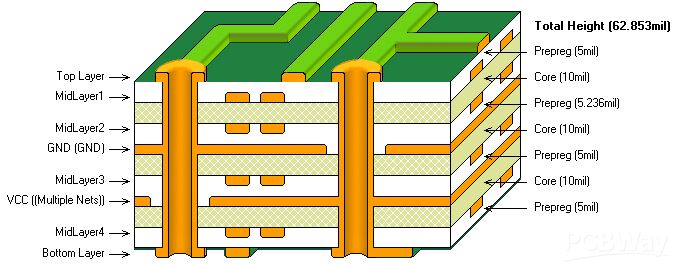 Total Height (62.853mil)
Prepreg (5mil)
Top Layer
Core (10mil)
MidLayer1
Prepreg (5.236mil)
MidLayer2
Core (10mil)
GND (GND)
Prepreg (5mil)
MidLayer3
Core (10mil)
VCC ((Multiple Nets))
Prepreg (5mil)
MidLayer4
Bottom Layer
PCBWay